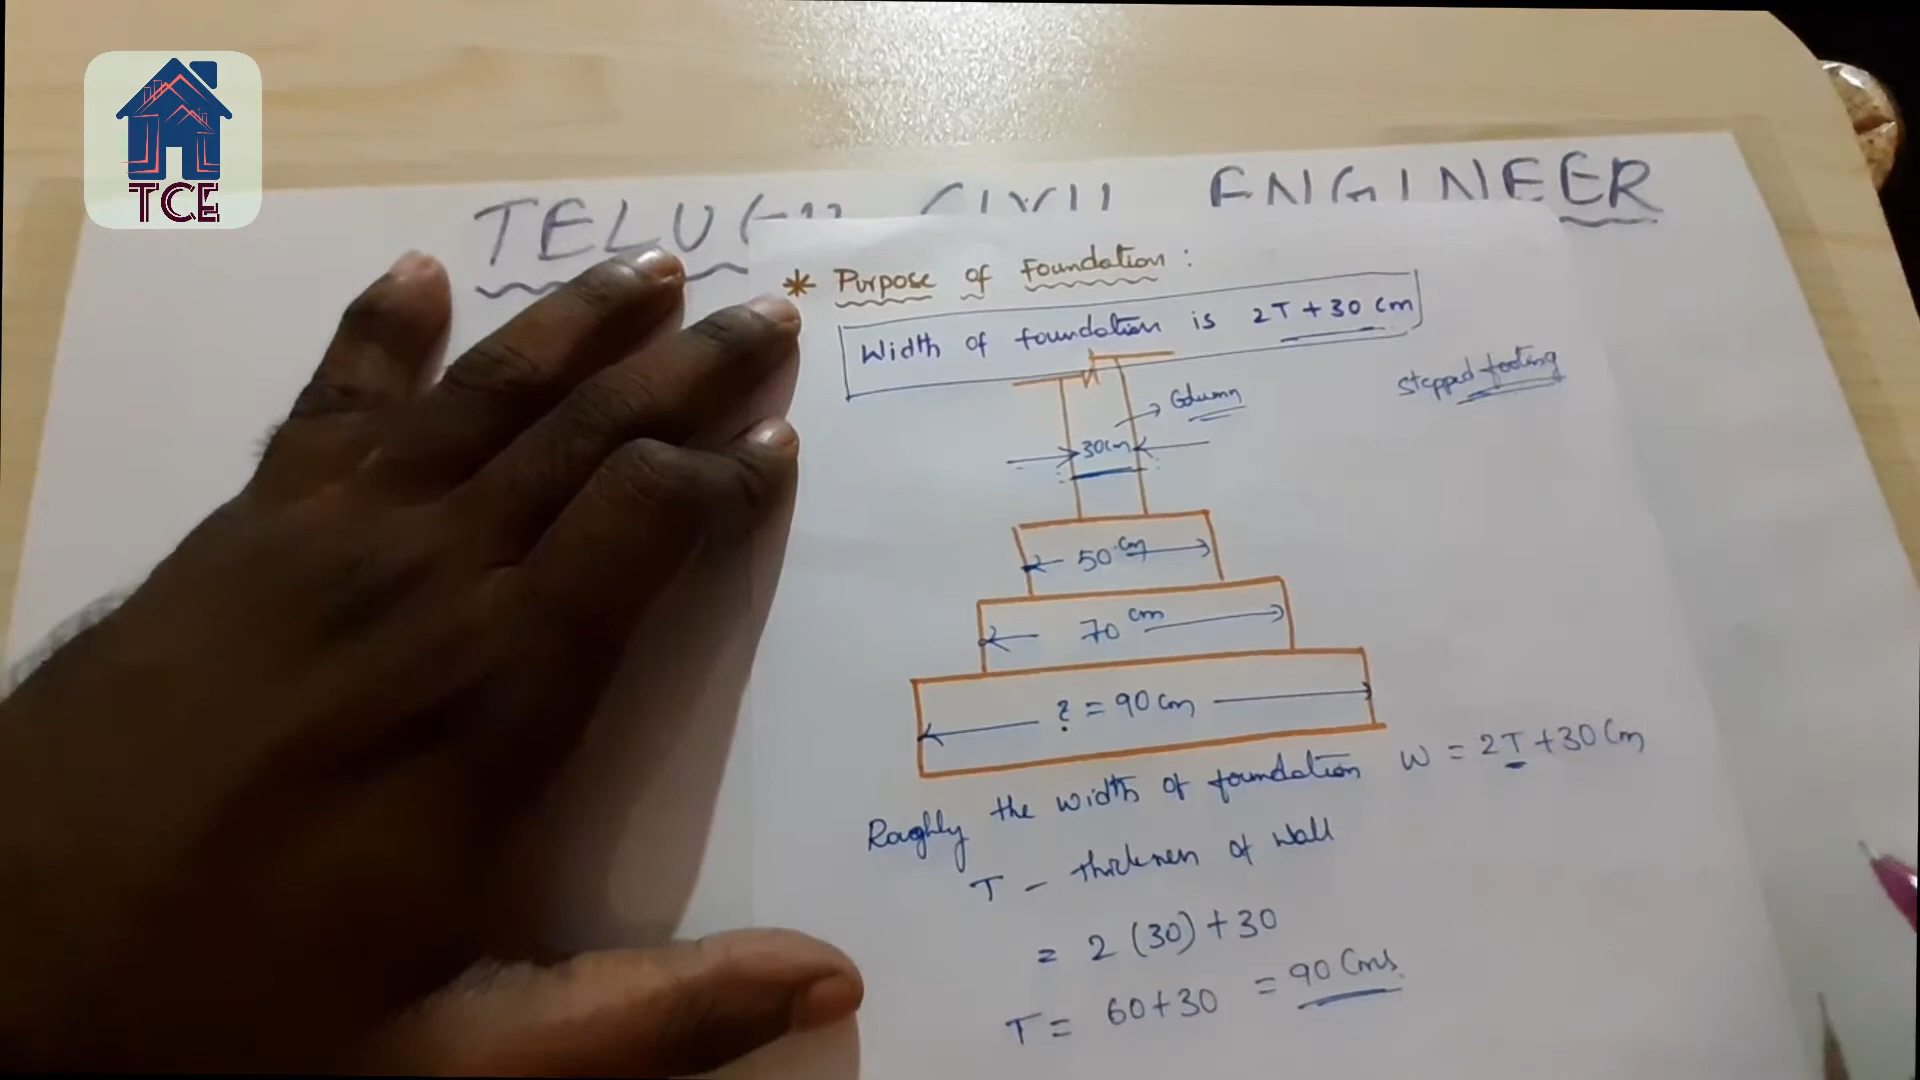 TCE
TELUGU CIVIL ENGINEER
* Purpose of Foundation :
Width of foundation is 2T + 30 cm
Stepped footing
Column
30cm
50 cm
70 cm
? = 90 cm
Roughly the width of foundation W = 2T + 30 Cm
T - thickness of wall
= 2 (30) + 30
T = 60 + 30 = 90 Cms